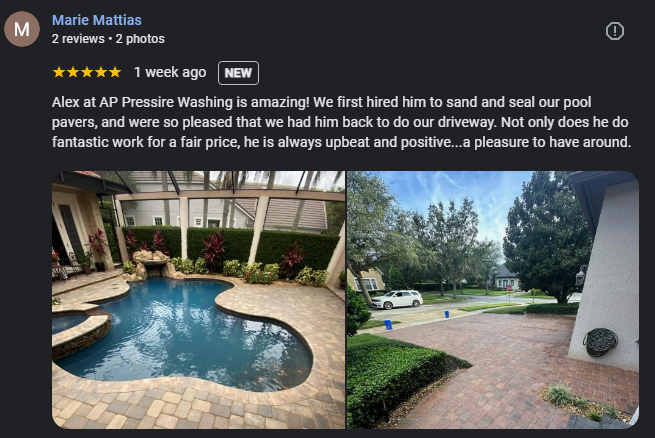 M
Marie Mattias
2 reviews • 2 photos
★★★★★ 1 week ago NEW
Alex at AP Pressire Washing is amazing! We first hired him to sand and seal our pool
pavers, and were so pleased that we had him back to do our driveway. Not only does he do
fantastic work for a fair price, he is always upbeat and positive...a pleasure to have around.